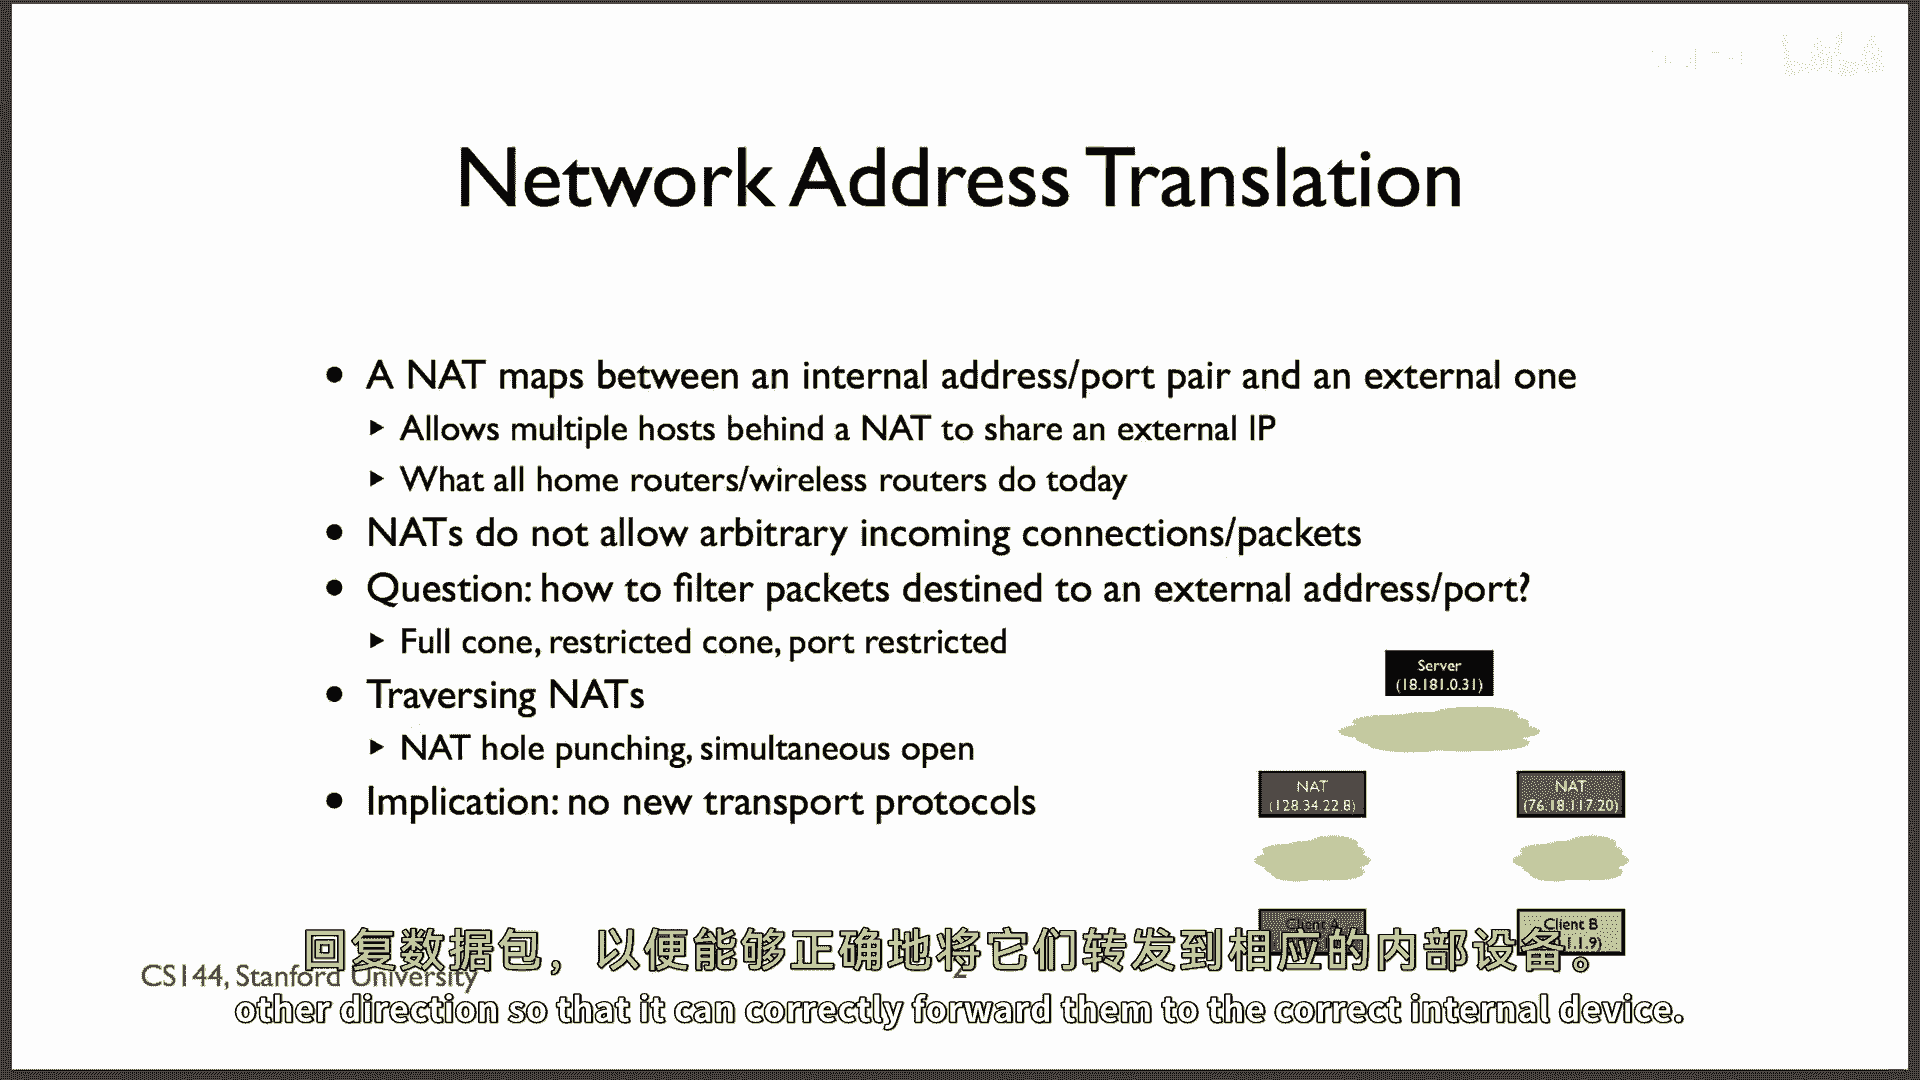 Network Address Translation
• A NAT maps between an internal address/port pair and an external one
▸ Allows multiple hosts behind a NAT to share an external IP
▸ What all home routers/wireless routers do today
• NATs do not allow arbitrary incoming connections/packets
• Question: how to filter packets destined to an external address/port?
▸ Full cone, restricted cone, port restricted
• Traversing NATs
▸ NAT hole punching, simultaneous open
• Implication: no new transport protocols
Server
(18.181.0.31)
NAT
(128.34.22.8)
NAT
(76.18.117.20)
Client A
Client B
1.1.9)
回复数据包，以便能够正确地将它们转发到相应的内部设备。
CS144, Stanford University
2
other direction so that it can correctly forward them to the correct internal device.